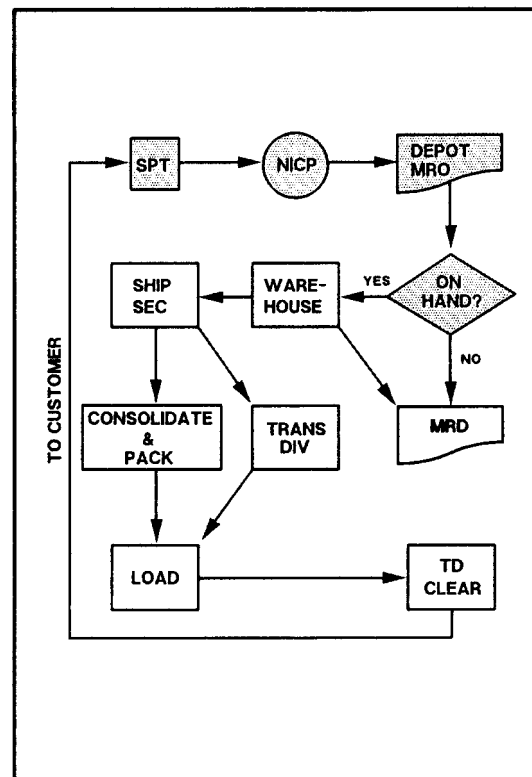 SPT
NICP
DEPOT
MRO
ON
HAND?
YES
NO
WARE-
HOUSE
SHIP
SEC
CONSOLIDATE
&
PACK
TRANS
DIV
MRD
LOAD
TD
CLEAR
TO CUSTOMER